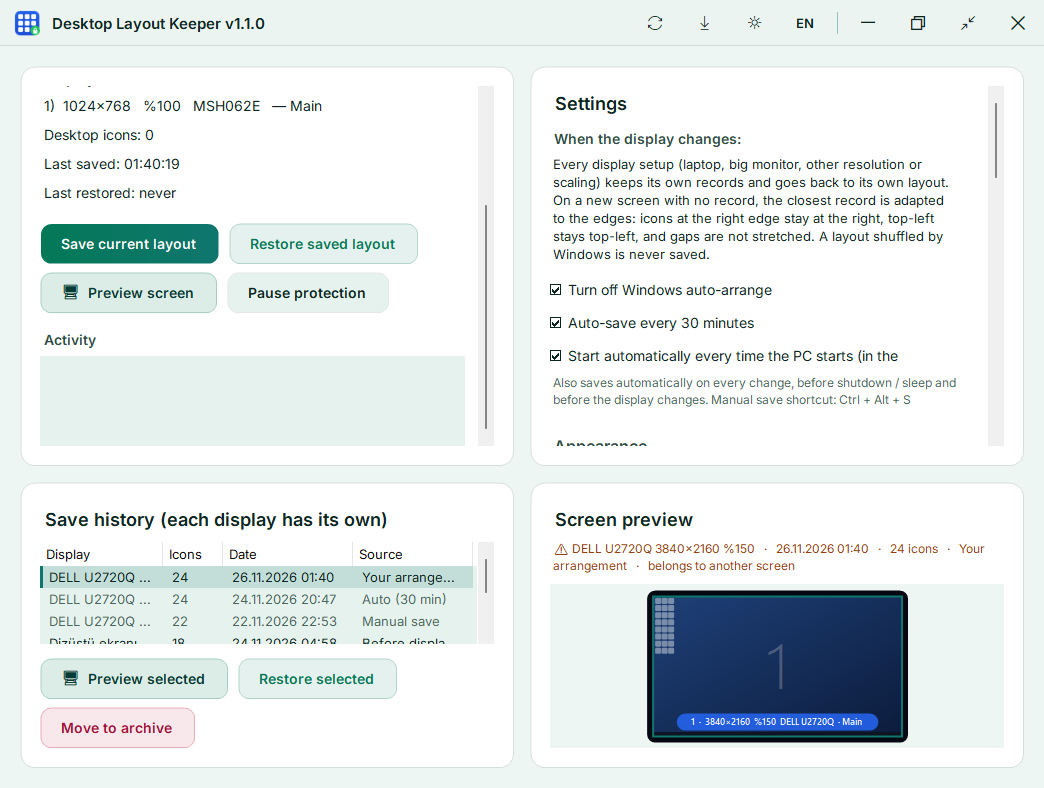 Desktop Layout Keeper v1.1.0
EN
1) 1024×768 %100 MSH062E — Main
Desktop icons: 0
Last saved: 01:40:19
Last restored: never
Save current layout
Restore saved layout
Preview screen
Pause protection
Activity
Settings
When the display changes:
Every display setup (laptop, big monitor, other resolution or
scaling) keeps its own records and goes back to its own layout.
On a new screen with no record, the closest record is adapted
to the edges: icons at the right edge stay at the right, top-left
stays top-left, and gaps are not stretched. A layout shuffled by
Windows is never saved.
Turn off Windows auto-arrange
Auto-save every 30 minutes
Start automatically every time the PC starts (in the
Also saves automatically on every change, before shutdown / sleep and
before the display changes. Manual save shortcut: Ctrl + Alt + S
Appearance
Save history (each display has its own)
Display Icons Date Source
DELL U2720Q ... 24 26.11.2026 01:40 Your arrange...
DELL U2720Q ... 24 24.11.2026 20:47 Auto (30 min)
DELL U2720Q ... 22 22.11.2026 22:53 Manual save
Dizüstü ekranı 18 24.11.2026 04:58 Before displa...
Preview selected
Restore selected
Move to archive
Screen preview
⚠ DELL U2720Q 3840×2160 %150 · 26.11.2026 01:40 · 24 icons · Your
arrangement · belongs to another screen
1
1 · 3840×2160 %150 DELL U2720Q · Main